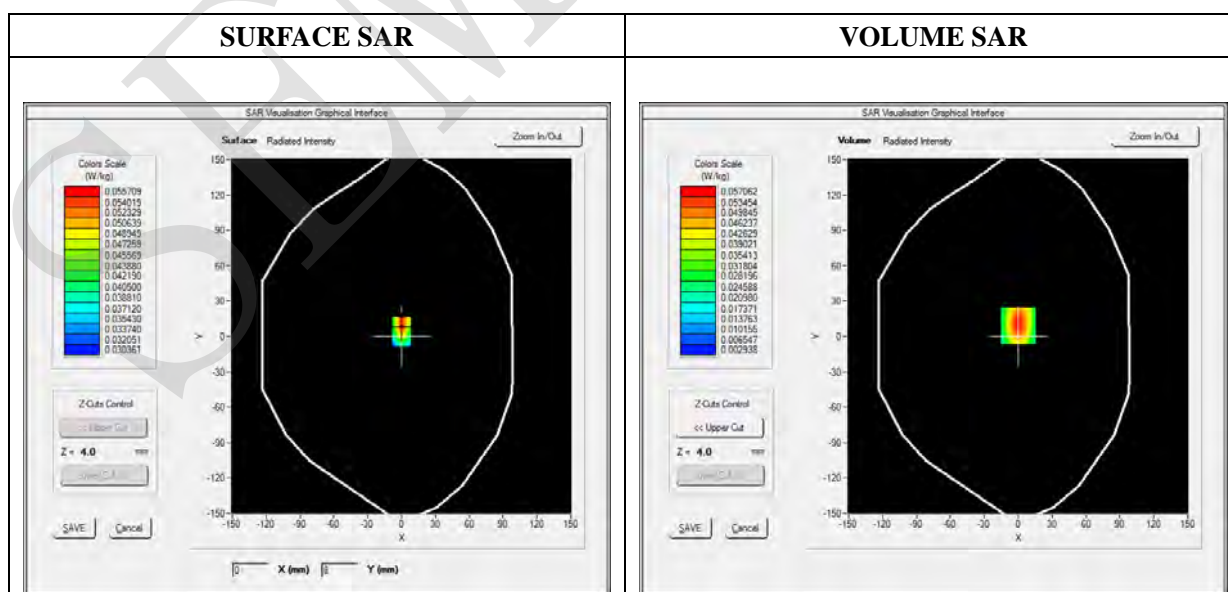 SURFACE SAR
VOLUME SAR
SAR Visualisation Graphical Interface
Surface Radiated Intensity
Zoom In/Out
Colors Scale
(W/kg)
0.055709
0.054019
0.052329
0.050639
0.048949
0.047259
0.045569
0.043880
0.042190
0.040500
0.038810
0.037120
0.035430
0.033740
0.032051
0.030361
Z-Cuts Control
<< Upper Cut
Z = 4.0 mm
SAVE
Cancel
150
120
90
60
30
0
-30
-60
-90
-120
-150
Y
-150 -120 -90 -60 -30 0 30 60 90 120 150
X
0 X (mm) 8 Y (mm)
SAR Visualisation Graphical Interface
Volume Radiated Intensity
Zoom In/Out
Colors Scale
(W/kg)
0.057062
0.053454
0.049845
0.046237
0.042629
0.039021
0.035413
0.031804
0.028196
0.024588
0.020980
0.017371
0.013763
0.010155
0.006547
0.002938
Z-Cuts Control
<< Upper Cut
Z = 4.0 mm
SAVE
Cancel
150
120
90
60
30
0
-30
-60
-90
-120
-150
Y
-150 -120 -90 -60 -30 0 30 60 90 120 150
X